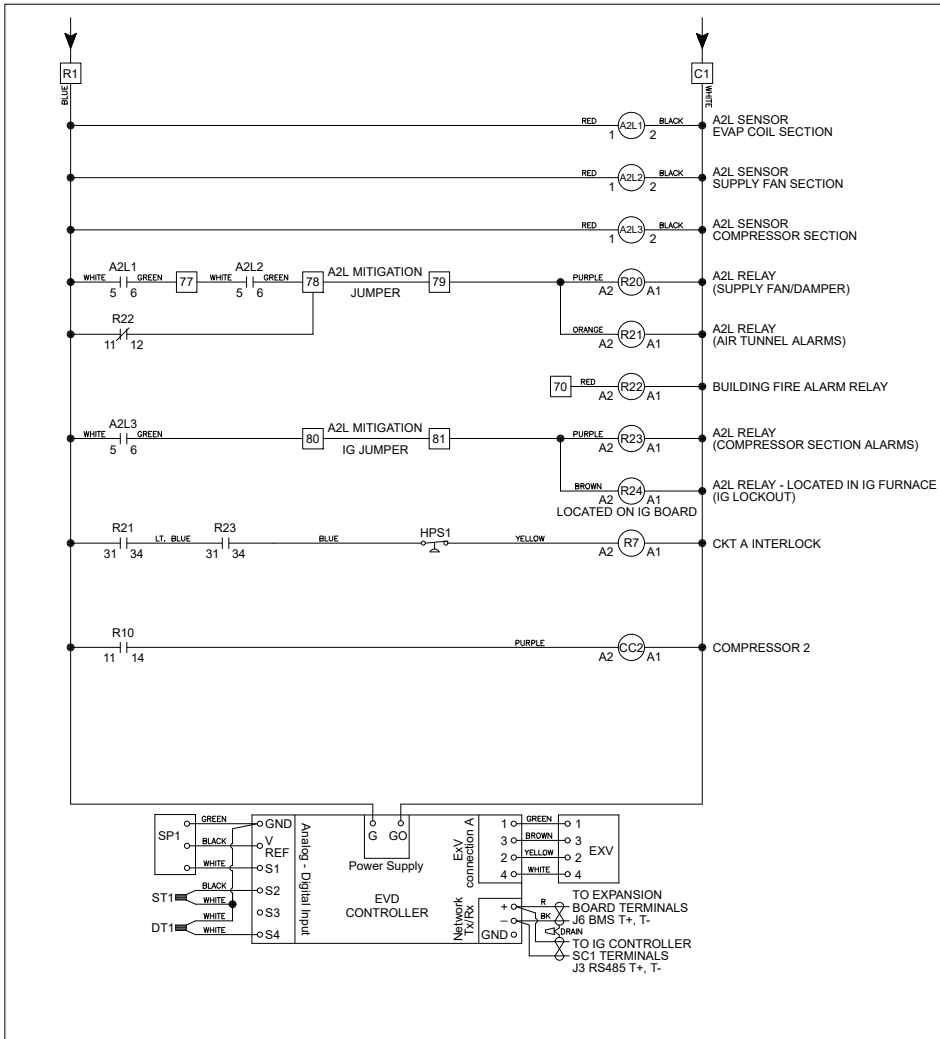 R1
C1
BLUE
WHITE
RED A2L1 BLACK A2L SENSOR
1 2 EVAP COIL SECTION
RED A2L2 BLACK A2L SENSOR
1 2 SUPPLY FAN SECTION
RED A2L3 BLACK A2L SENSOR
1 2 COMPRESSOR SECTION
A2L1 A2L2 A2L MITIGATION
WHITE GREEN 77 WHITE GREEN 78 JUMPER 79 PURPLE R20 A2L RELAY
5 6 5 6 A2 A1 (SUPPLY FAN/DAMPER)
R22 ORANGE R21 A2L RELAY
11 12 A2 A1 (AIR TUNNEL ALARMS)
70 RED R22 BUILDING FIRE ALARM RELAY
A2 A1
A2L3 A2L MITIGATION
WHITE GREEN 80 IG JUMPER 81 PURPLE R23 A2L RELAY
5 6 A2 A1 (COMPRESSOR SECTION ALARMS)
BROWN R24 A2L RELAY - LOCATED IN IG FURNACE
A2 A1 (IG LOCKOUT)
LOCATED ON IG BOARD
R21 R23 HPS1
LT. BLUE BLUE YELLOW R7 CKT A INTERLOCK
31 34 31 34 A2 A1
R10 PURPLE CC2 COMPRESSOR 2
11 14 A2 A1
SP1
GREEN GND
BLACK V
REF
WHITE S1
ST1 BLACK S2
WHITE
S3
DT1 WHITE
WHITE S4
Analog - Digital Input
G GO
Power Supply
EVD
CONTROLLER
ExV
connection A
1 GREEN 1
3 BROWN 3
2 YELLOW 2
4 WHITE 4
EXV
Network
Tx/Rx
+
–
GND
R
BK
DRAIN
TO EXPANSION
BOARD TERMINALS
J6 BMS T+, T-
TO IG CONTROLLER
SC1 TERMINALS
J3 RS485 T+, T-